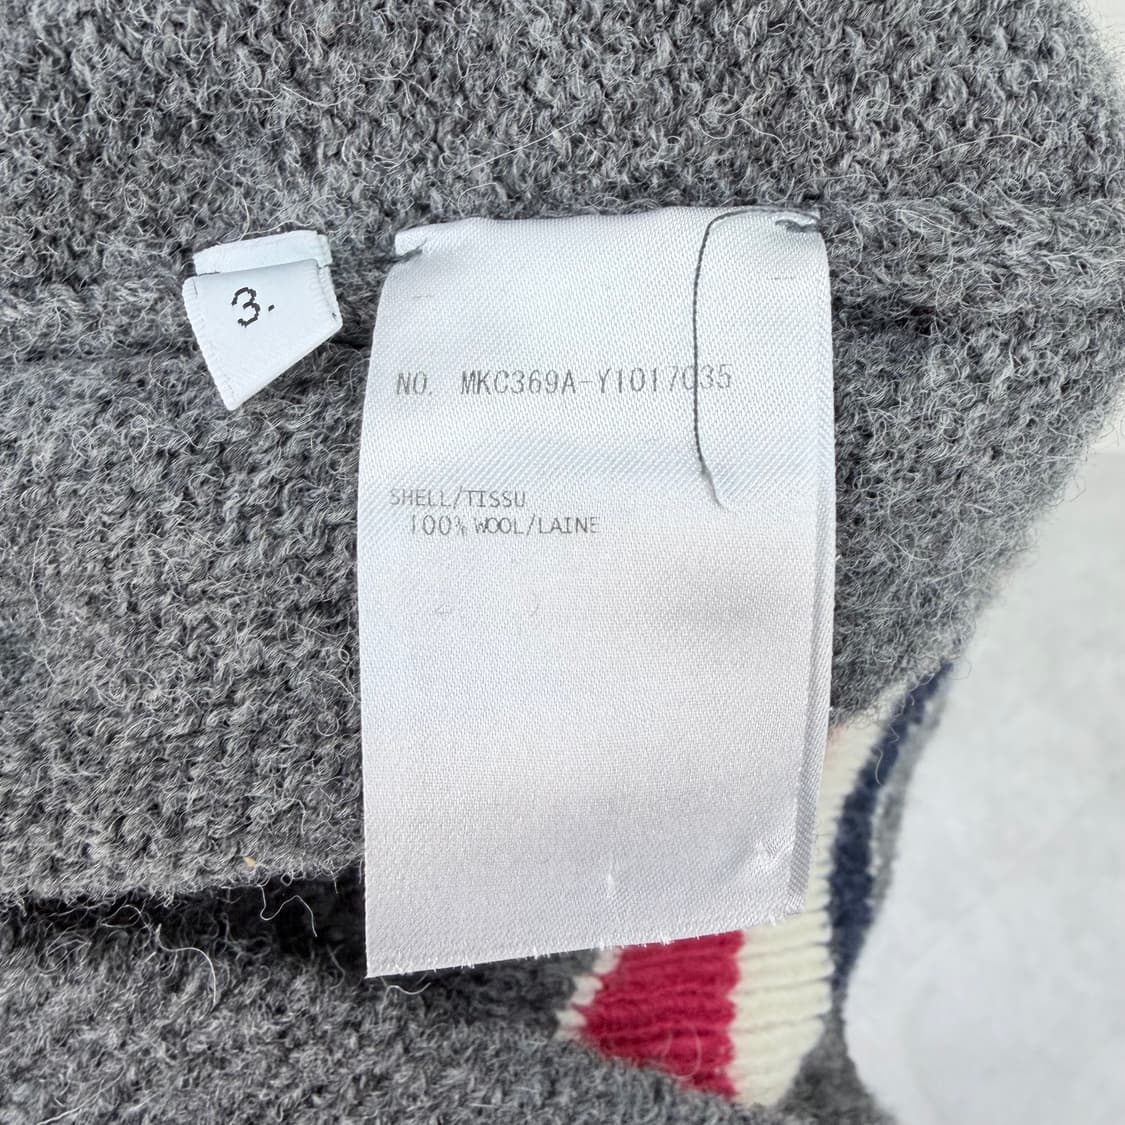 3.
NO. MKC369A-Y1017035
SHELL/TISSU
100% WOOL/LAINE